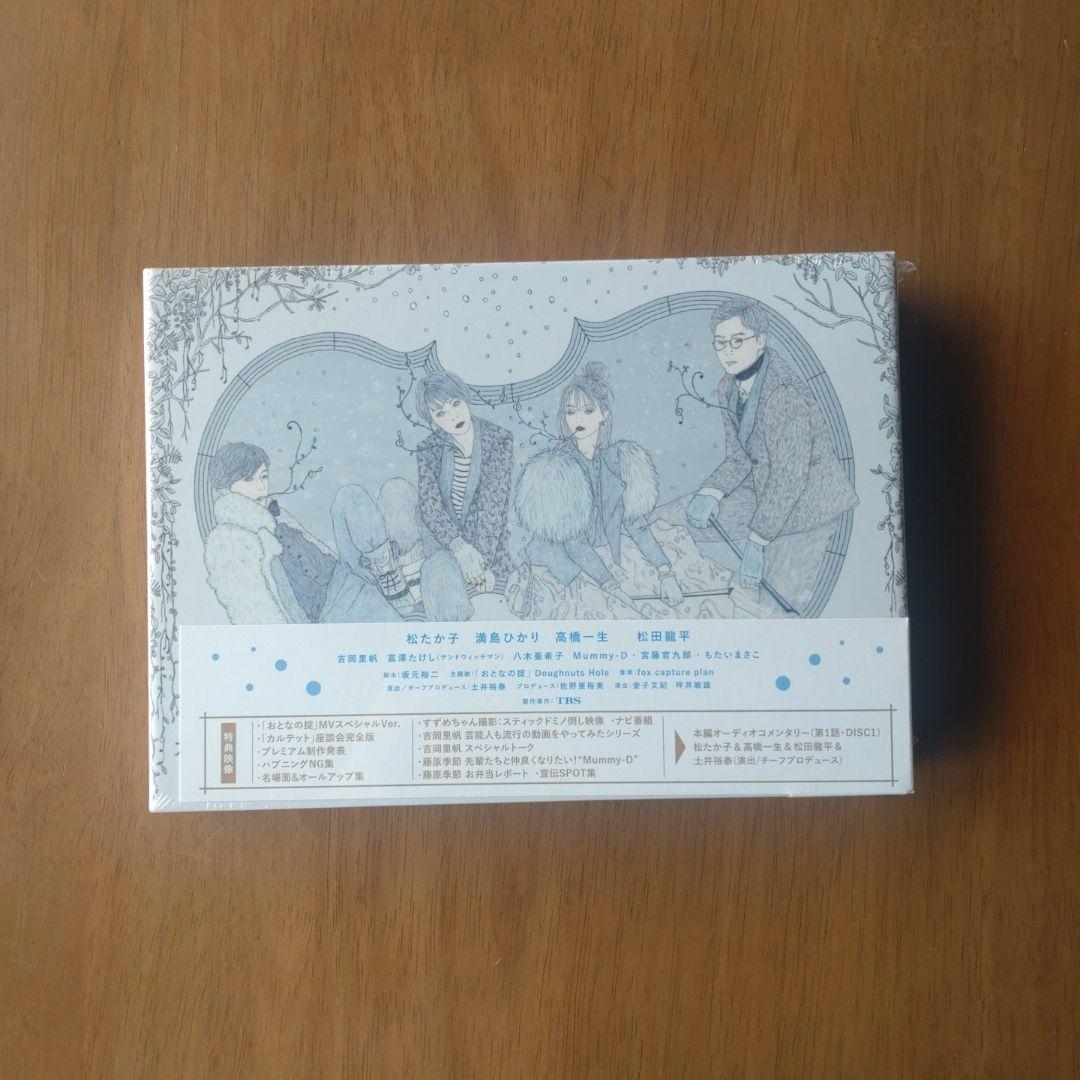 松たか子 満島ひかり 高橋一生 松田龍平
吉岡里帆 富澤たけし(サンドウィッチマン) 八木亜希子 Mummy-D・宮藤官九郎・もたいまさこ
脚本:坂元裕二 主題歌:「おとなの掟」Doughnuts Hole 音楽:fox capture plan
演出/チーフプロデュース:土井裕泰 プロデュース:佐野亜裕美 演出:金子文紀 坪井敏雄
製作著作:TBS
特典映像
・「おとなの掟」MVスペシャルVer.
・「カルテット」座談会完全版
・プレミアム制作発表
・ハプニングNG集
・名場面&オールアップ集
・すずめちゃん撮影:スティックドミノ倒し映像 ・ナビ番組
・吉岡里帆 芸能人も流行の動画をやってみたシリーズ
・吉岡里帆 スペシャルトーク
・藤原季節 先輩たちと仲良くなりたい!"Mummy-D"
・藤原季節 お弁当レポート ・宣伝SPOT集
本編オーディオコメンタリー(第1話・DISC1)
松たか子&高橋一生&松田龍平&
土井裕泰(演出/チーフプロデュース)